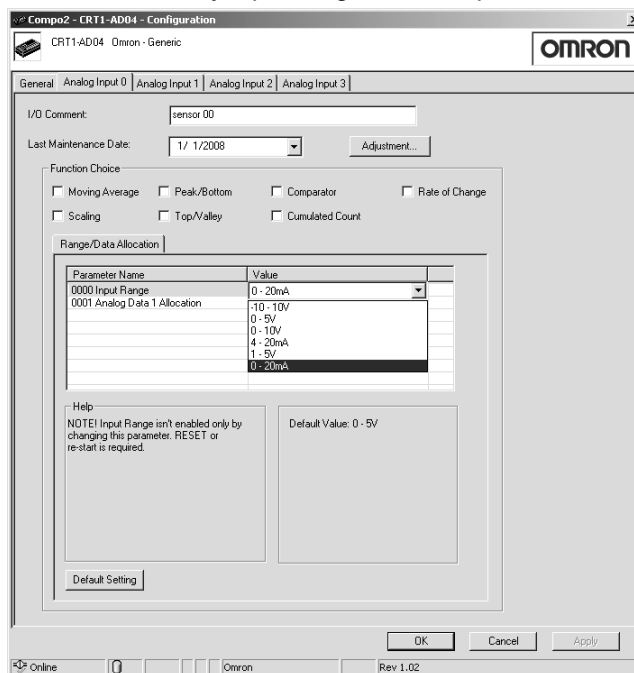 Compo2 - CRT1-AD04 - Configuration
CRT1-AD04 Omron - Generic
OMRON
General Analog Input 0 Analog Input 1 Analog Input 2 Analog Input 3
I/O Comment: sensor 00
Last Maintenance Date: 1/ 1/2008 Adjustment...
Function Choice
Moving Average Peak/Bottom Comparator Rate of Change
Scaling Top/Valley Cumulated Count
Range/Data Allocation
Parameter Name Value
0000 Input Range 0 - 20mA
0001 Analog Data 1 Allocation
-10 - 10V
0 - 5V
0 - 10V
4 - 20mA
1 - 5V
0 - 20mA
Help
NOTE! Input Range isn't enabled only by
changing this parameter. RESET or
re-start is required.
Default Value: 0 - 5V
Default Setting
OK Cancel Apply
Online Omron Rev 1.02